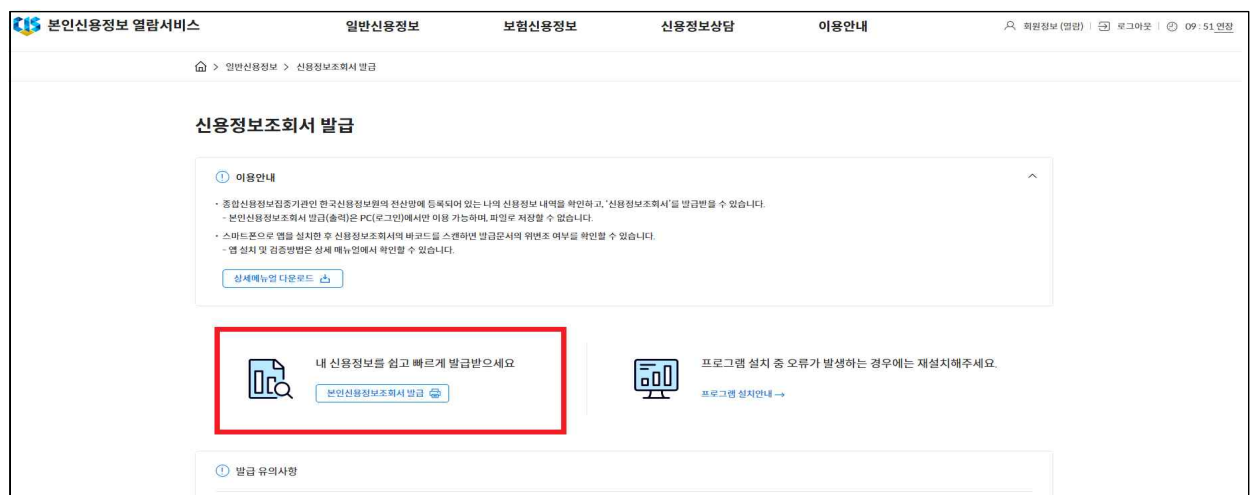 CIS 본인신용정보 열람서비스 일반신용정보 보험신용정보 신용정보상담 이용안내 회원정보 (열람) 로그아웃 09 : 51 연장
> 일반신용정보 > 신용정보조회서 발급
신용정보조회서 발급
이용안내
· 종합신용정보집중기관인 한국신용정보원의 전산망에 등록되어 있는 나의 신용정보 내역을 확인하고, '신용정보조회서'를 발급받을 수 있습니다.
- 본인신용정보조회서 발급(출력)은 PC(로그인)에서만 이용 가능하며, 파일로 저장할 수 없습니다.
· 스마트폰으로 앱을 설치한 후 신용정보조회서의 바코드를 스캔하면 발급문서의 위변조 여부를 확인할 수 있습니다.
- 앱 설치 및 검증방법은 상세 매뉴얼에서 확인할 수 있습니다.
상세메뉴얼 다운로드
내 신용정보를 쉽고 빠르게 발급받으세요
본인신용정보조회서 발급
프로그램 설치 중 오류가 발생하는 경우에는 재설치해주세요.
프로그램 설치안내 →
발급 유의사항